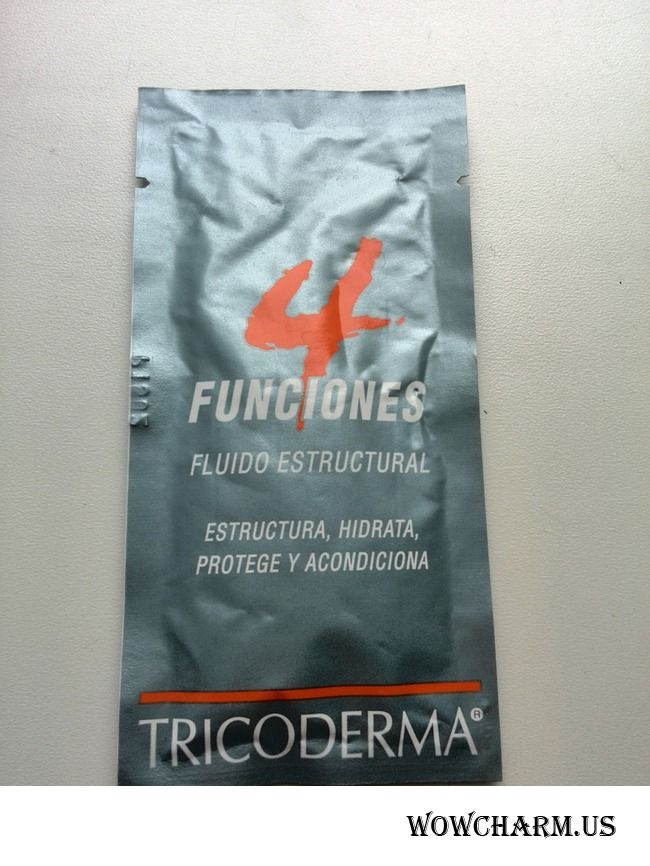 4
FUNCIONES
FLUIDO ESTRUCTURAL
ESTRUCTURA, HIDRATA,
PROTEGE Y ACONDICIONA
TRICODERMA®
WOWCHARM.US